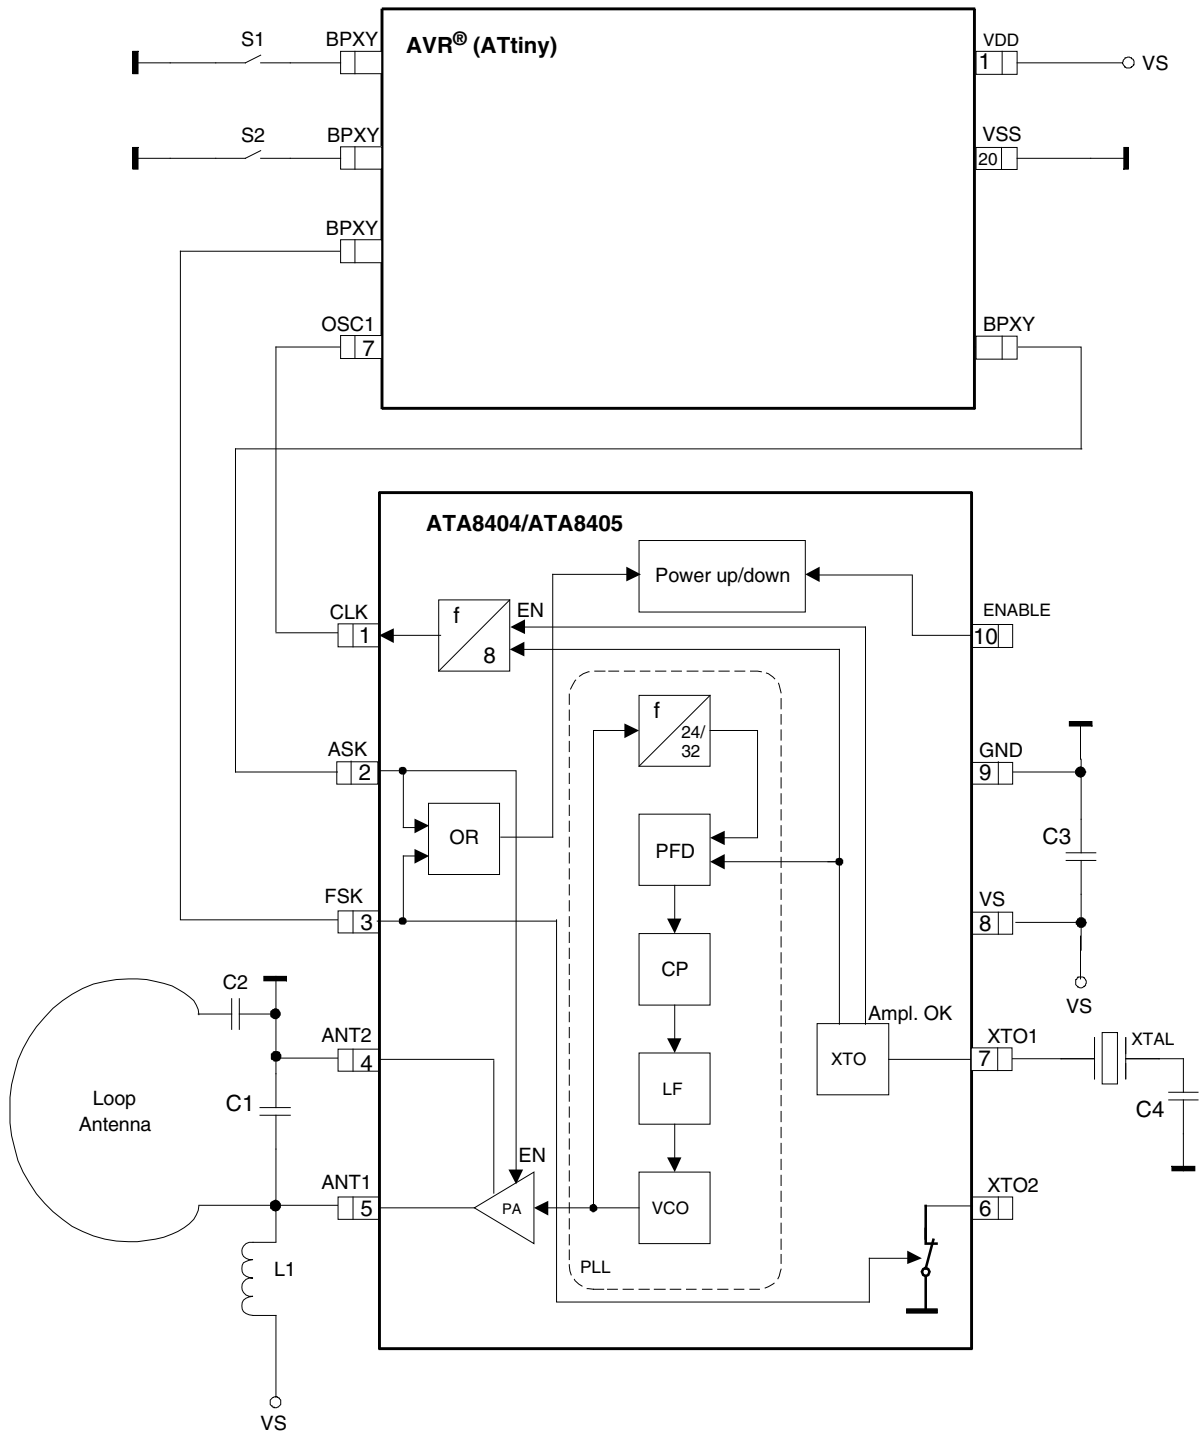 AVR® (ATtiny)
S1
BPXY
VDD
1
VS
S2
BPXY
VSS
20
BPXY
OSC1
7
BPXY
ATA8404/ATA8405
Power up/down
CLK
1
f
8
EN
ENABLE
10
f
24/
32
ASK
2
GND
9
OR
PFD
C3
FSK
3
VS
8
CP
C2
VS
Ampl. OK
ANT2
4
XTO
XTO1
7
XTAL
Loop
Antenna
C1
LF
C4
EN
ANT1
5
PA
VCO
XTO2
6
L1
PLL
VS